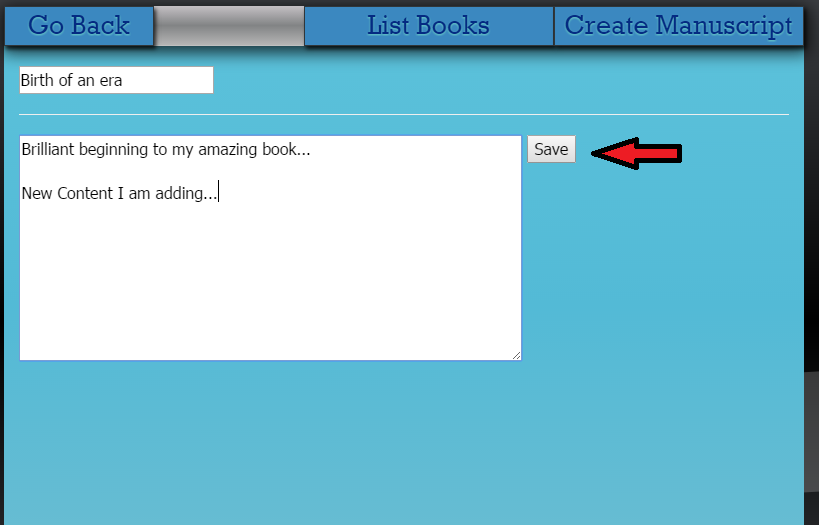 Go Back
List Books
Create Manuscript
Birth of an era
Brilliant beginning to my amazing book...
Save
New Content I am adding...